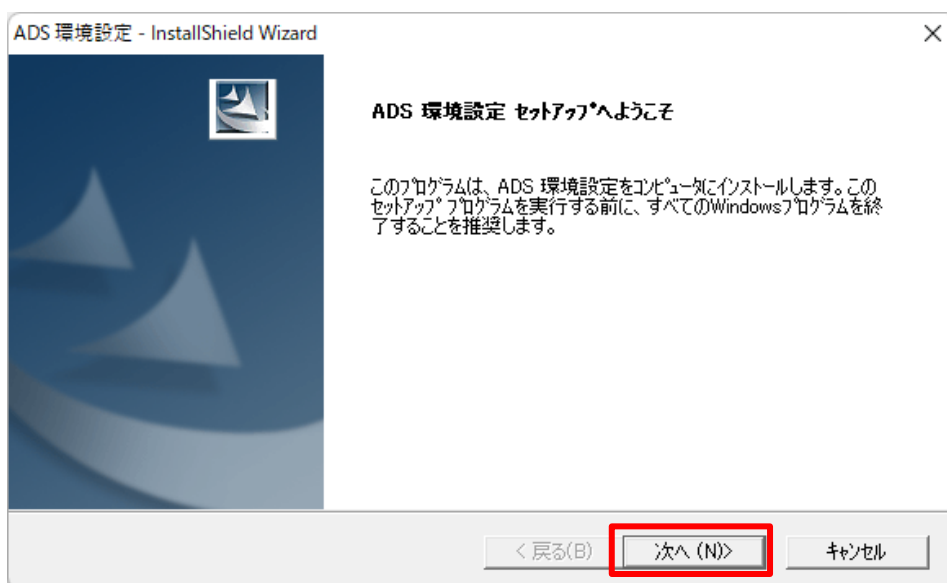 ADS 環境設定 - InstallShield Wizard
ADS 環境設定 ｾｯﾄｱｯﾌﾟへようこそ
このﾌﾟﾛｸﾞﾗﾑは、ADS 環境設定をｺﾝﾋﾟｭｰﾀにｲﾝｽﾄｰﾙします。この
ｾｯﾄｱｯﾌﾟ ﾌﾟﾛｸﾞﾗﾑを実行する前に、すべてのWindowsﾌﾟﾛｸﾞﾗﾑを終
了することを推奨します。
< 戻る(B)
次へ (N)>
ｷｬﾝｾﾙ